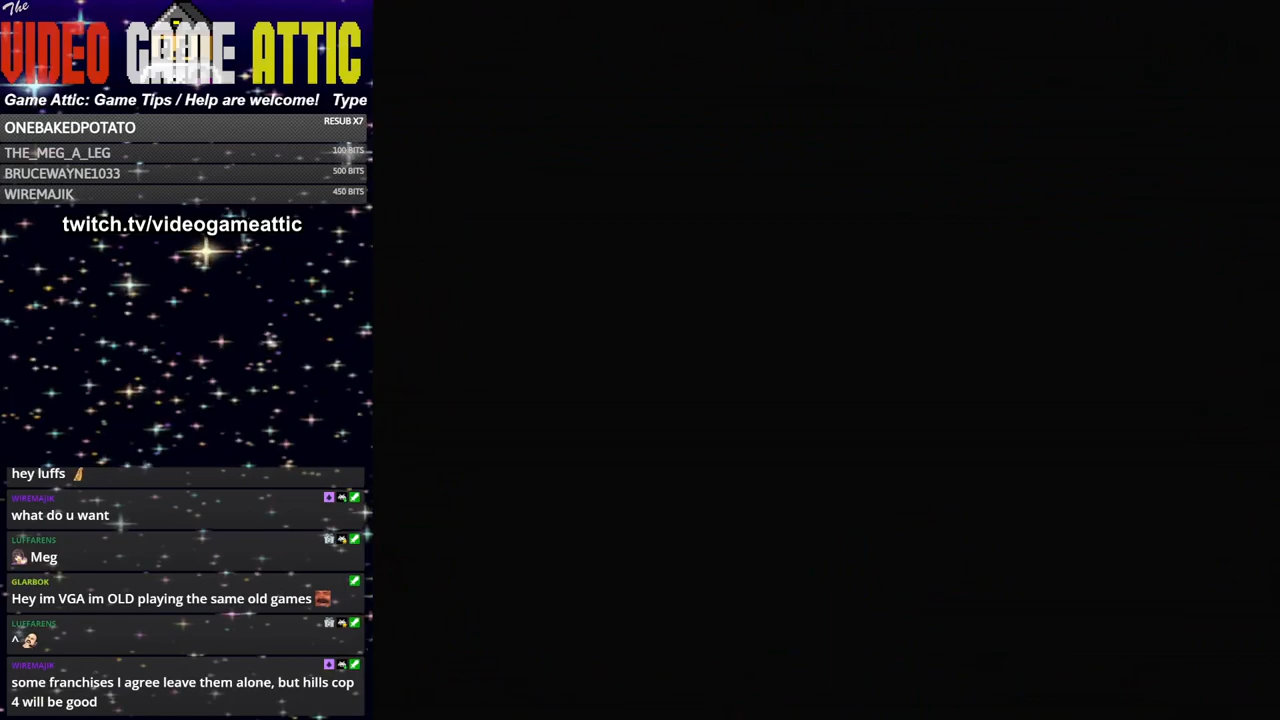 The
VIDEO GAME ATTIC
Game Attic: Game Tips / Help are welcome! Type
ONEBAKEDPOTATO RESUB X7
THE_MEG_A_LEG 100 BITS
BRUCEWAYNE1033 500 BITS
WIREMAJIK 450 BITS
twitch.tv/videogameattic
hey luffs
WIREMAJIK
what do u want
LUFFARENS
Meg
GLARBOK
Hey im VGA im OLD playing the same old games
LUFFARENS
^
WIREMAJIK
some franchises I agree leave them alone, but hills cop
4 will be good